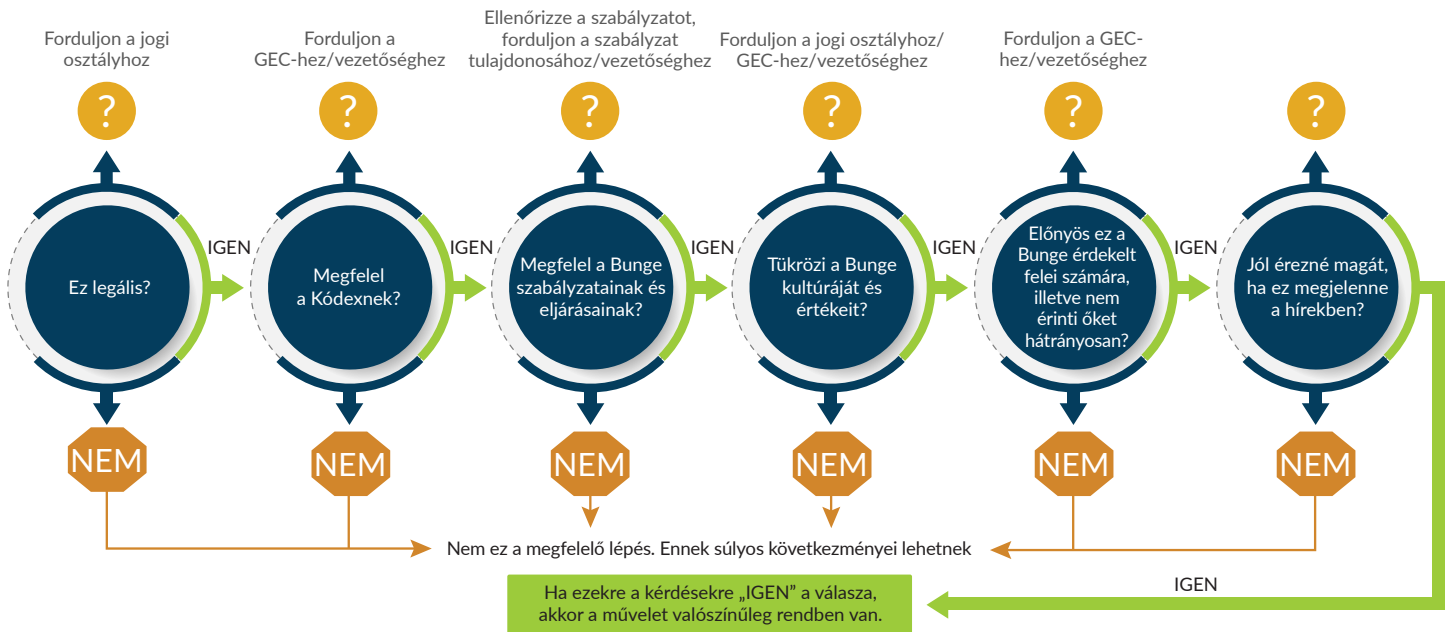 Forduljon a jogi
osztályhoz
Forduljon a
GEC-hez/vezetőséghez
Ellenőrizze a szabályzatot,
forduljon a szabályzat
tulajdonosához/vezetőséghez
Forduljon a jogi osztályhoz/
GEC-hez/vezetőséghez
Forduljon a GEC-
hez/vezetőséghez
?
?
?
?
?
?
Ez legális?
IGEN
Megfelel
a Kódexnek?
IGEN
Megfelel a Bunge
szabályzatainak és
eljárásainak?
IGEN
Tükrözi a Bunge
kultúráját és
értékeit?
IGEN
Előnyös ez a
Bunge érdekelt
felei számára,
illetve nem
érinti őket
hátrányosan?
IGEN
Jól érezné magát,
ha ez megjelenne
a hírekben?
NEM
NEM
NEM
NEM
NEM
NEM
Nem ez a megfelelő lépés. Ennek súlyos következményei lehetnek
IGEN
Ha ezekre a kérdésekre „IGEN” a válasza,
akkor a művelet valószínűleg rendben van.